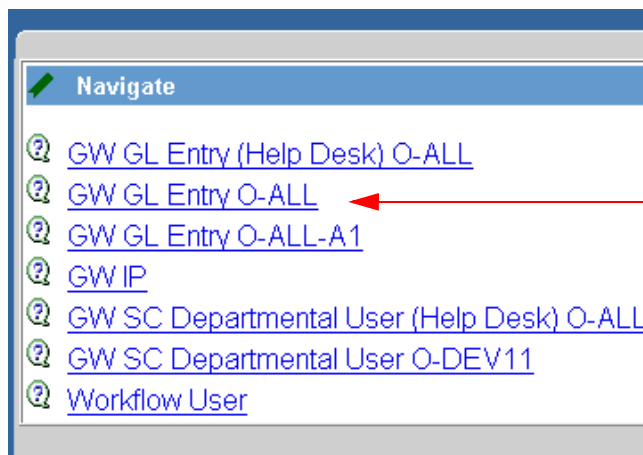 Navigate
GW GL Entry (Help Desk) O-ALL
GW GL Entry O-ALL
GW GL Entry O-ALL-A1
GW IP
GW SC Departmental User (Help Desk) O-ALL
GW SC Departmental User O-DEV11
Workflow User